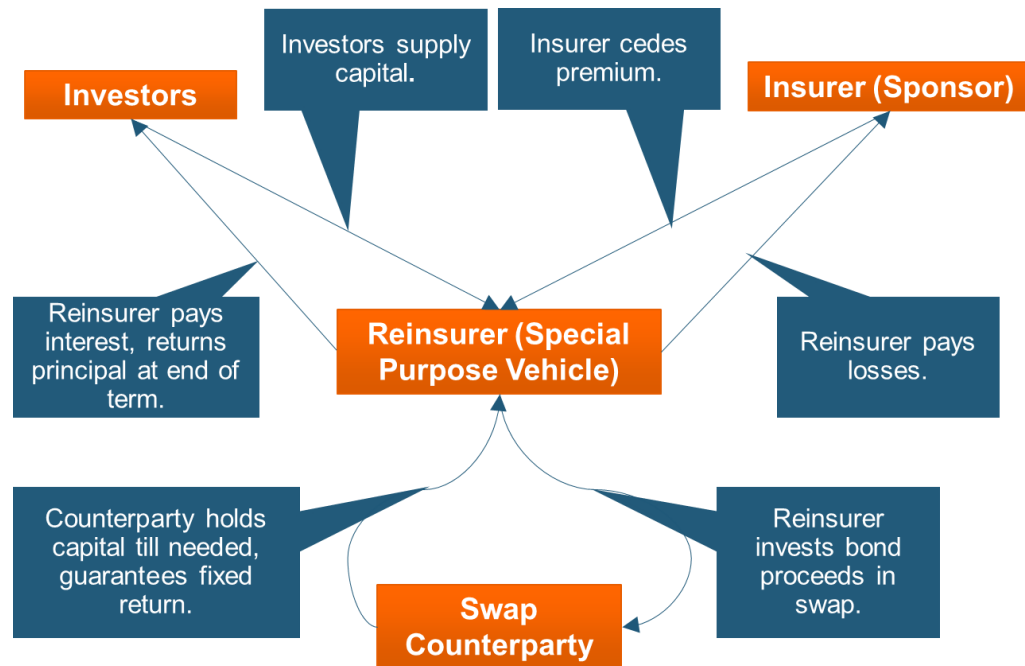 Investors supply
capital.
Insurer cedes
premium.
Investors
Insurer (Sponsor)
Reinsurer pays
interest, returns
principal at end of
term.
Reinsurer (Special
Purpose Vehicle)
Reinsurer pays
losses.
Counterparty holds
capital till needed,
guarantees fixed
return.
Reinsurer
invests bond
proceeds in
swap.
Swap
Counterparty